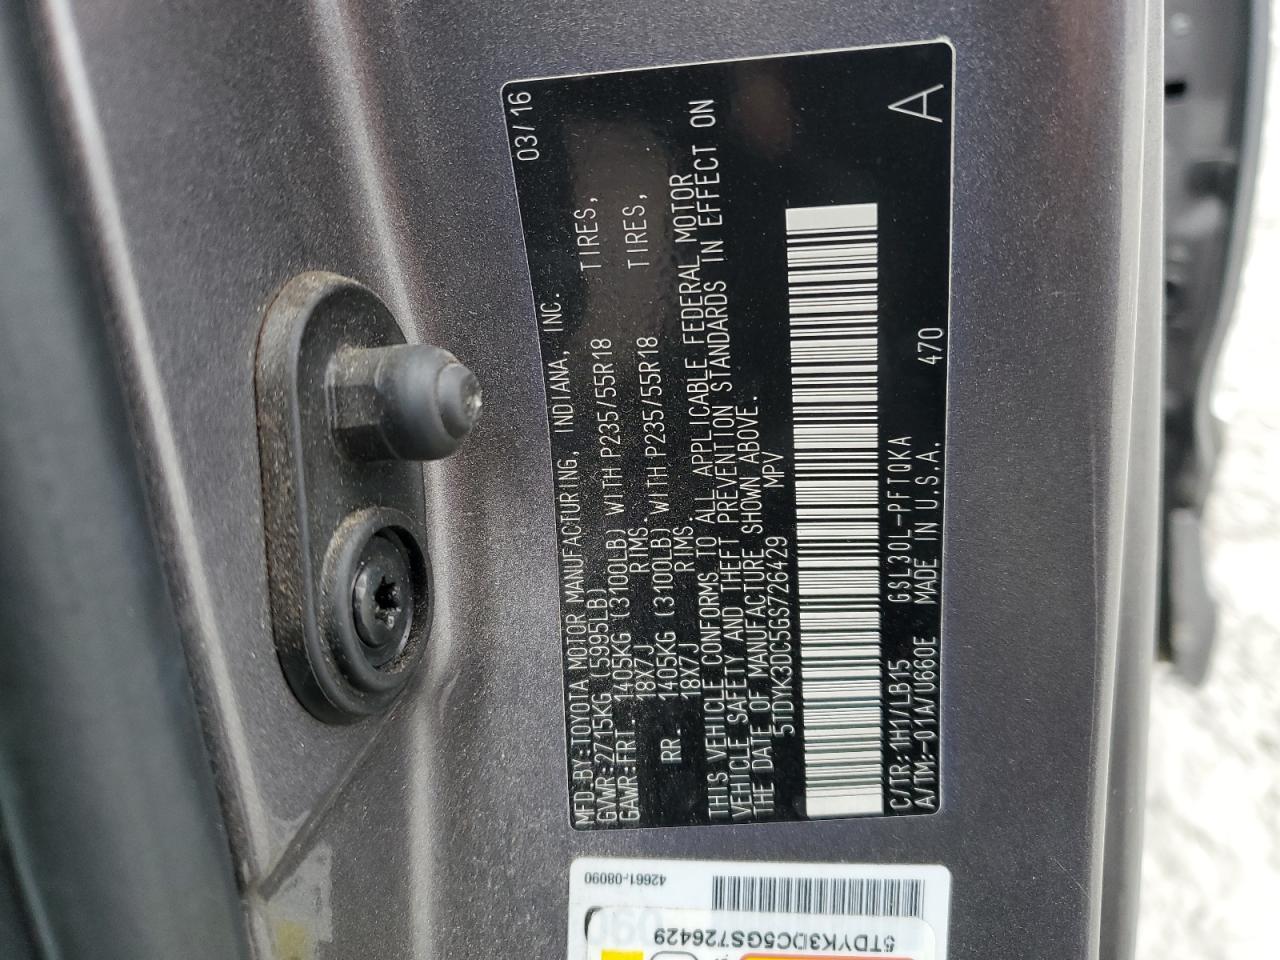 MFD BY:TOYOTA MOTOR MANUFACTURING, INDIANA, INC. 03/16
GVWR:2715KG (5995LB)
GAWR:FRT. 1405KG (3100LB) WITH P235/55R18 TIRES,
18X7J RIMS.
RR. 1405KG (3100LB) WITH P235/55R18 TIRES,
18X7J RIMS
THIS VEHICLE CONFORMS TO ALL APPLICABLE FEDERAL MOTOR
VEHICLE SAFETY AND THEFT PREVENTION STANDARDS IN EFFECT ON
THE DATE OF MANUFACTURE SHOWN ABOVE.
5TDYK3DC5GS726429 MPV
C/TR:1H1/LB15 GSL30L-PFTQKA
A/TM:-011A/U660E MADE IN U.S.A. 470 A
42661-08090
090
5TDYK3DC5GS726429